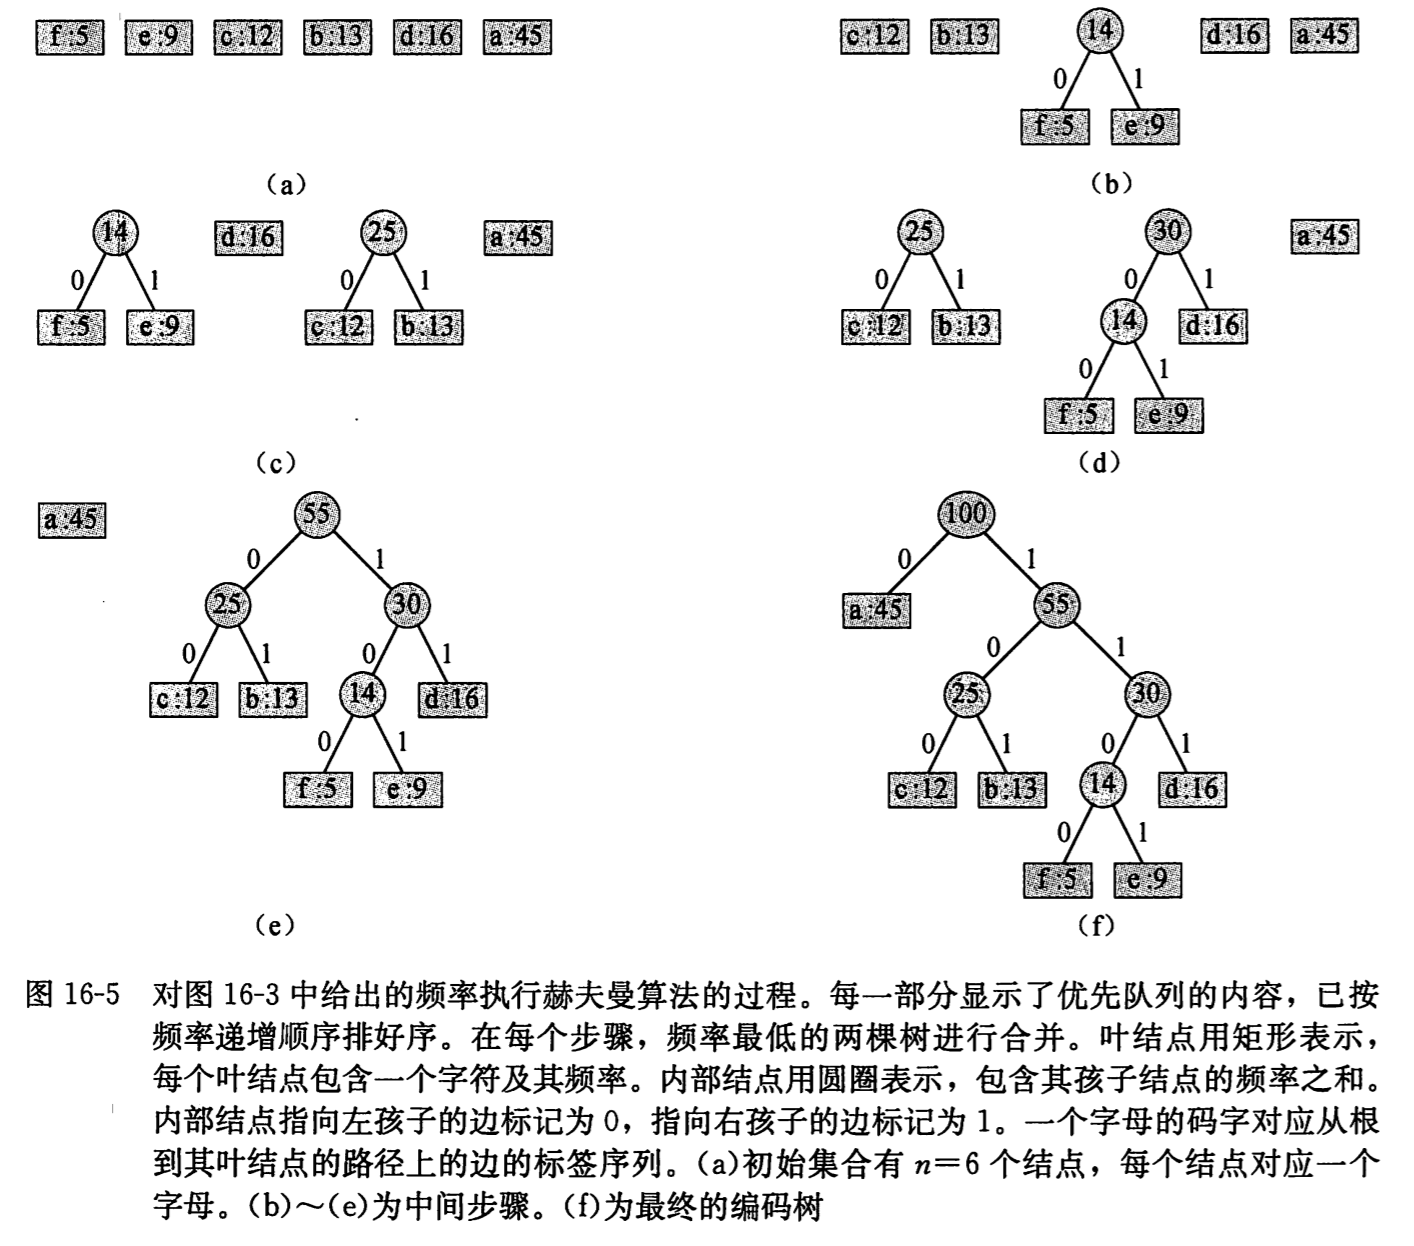 f:5 e:9 c:12 b:13 d:16 a:45
(a)
c:12 b:13 14 d:16 a:45
0 1
f:5 e:9
(b)
14 d:16 25 a:45
0 1 0 1
f:5 e:9 c:12 b:13
(c)
25 30 a:45
0 1 0 1
c:12 b:13 14 d:16
0 1
f:5 e:9
(d)
a:45 55
0 1
25 30
0 1 0 1
c:12 b:13 14 d:16
0 1
f:5 e:9
(e)
100
0 1
a:45 55
0 1
25 30
0 1 0 1
c:12 b:13 14 d:16
0 1
f:5 e:9
(f)
图 16-5 对图 16-3 中给出的频率执行赫夫曼算法的过程。每一部分显示了优先队列的内容，已按
频率递增顺序排好序。在每个步骤，频率最低的两棵树进行合并。叶结点用矩形表示，
每个叶结点包含一个字符及其频率。内部结点用圆圈表示，包含其孩子结点的频率之和。
内部结点指向左孩子的边标记为 0，指向右孩子的边标记为 1。一个字母的码字对应从根
到其叶结点的路径上的边的标签序列。(a)初始集合有 n=6 个结点，每个结点对应一个
字母。(b)～(e)为中间步骤。(f)为最终的编码树